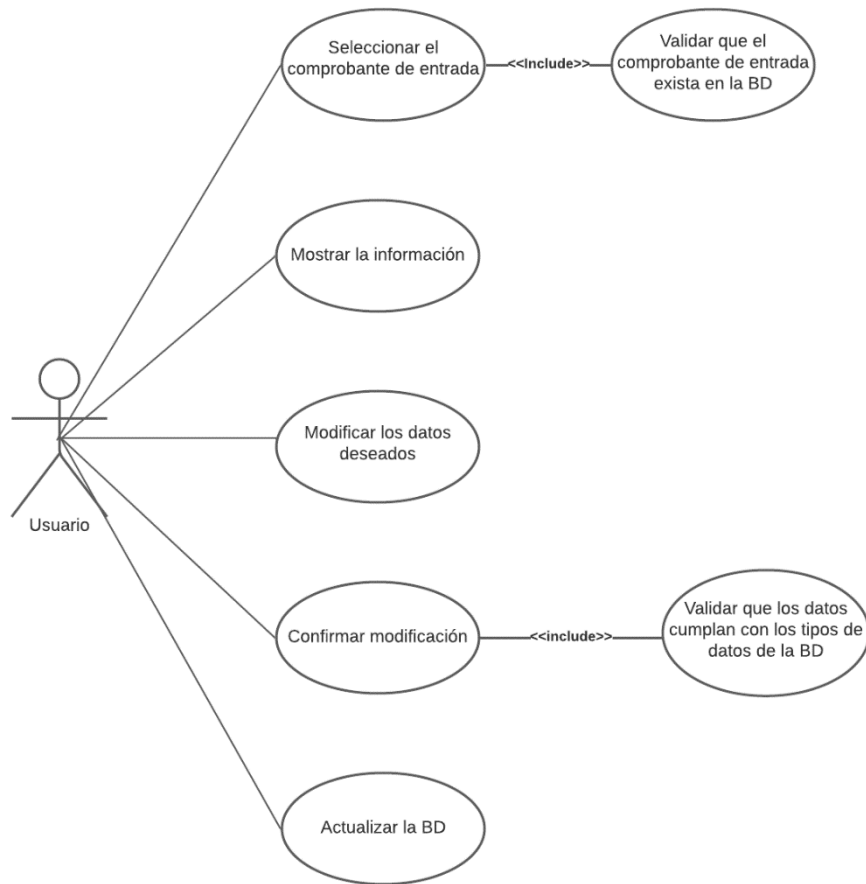 Seleccionar el
comprobante de entrada
<<Include>>
Validar que el
comprobante de entrada
exista en la BD
Mostrar la información
Modificar los datos
deseados
Usuario
Confirmar modificación
<<include>>
Validar que los datos
cumplan con los tipos de
datos de la BD
Actualizar la BD